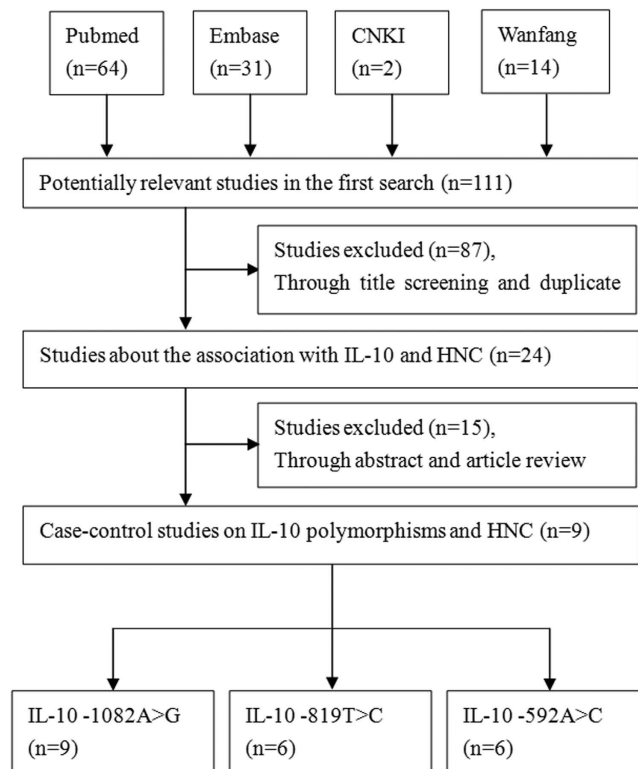 Pubmed
(n=64)
Embase
(n=31)
CNKI
(n=2)
Wanfang
(n=14)
Potentially relevant studies in the first search (n=111)
Studies excluded (n=87),
Through title screening and duplicate
Studies about the association with IL-10 and HNC (n=24)
Studies excluded (n=15),
Through abstract and article review
Case-control studies on IL-10 polymorphisms and HNC (n=9)
IL-10 -1082A>G
(n=9)
IL-10 -819T>C
(n=6)
IL-10 -592A>C
(n=6)